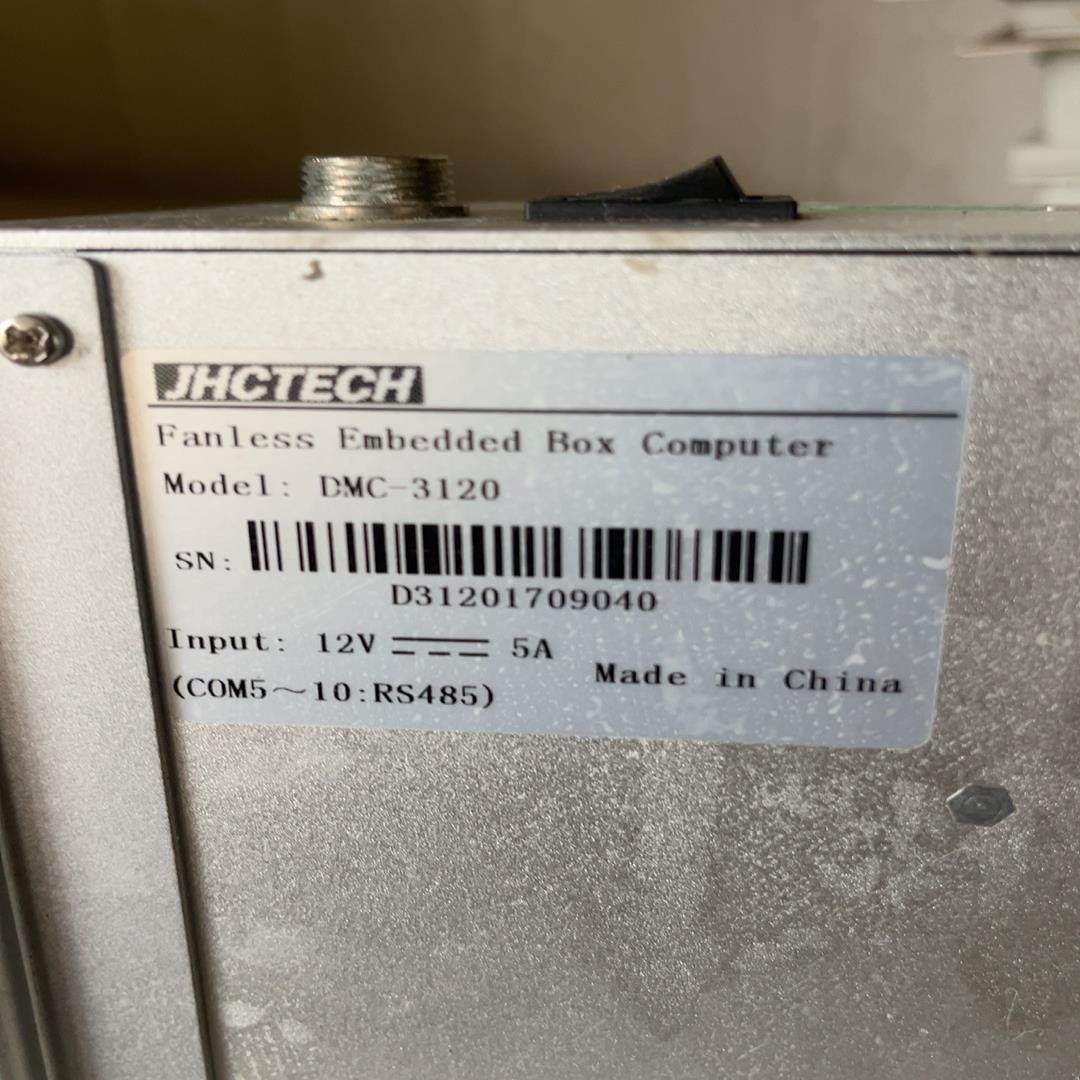 JHCTECH
Fanless Embedded Box Computer
Model: DMC-3120
SN:
D31201709040
Input: 12V 5A
(COM5~10:RS485)
Made in China